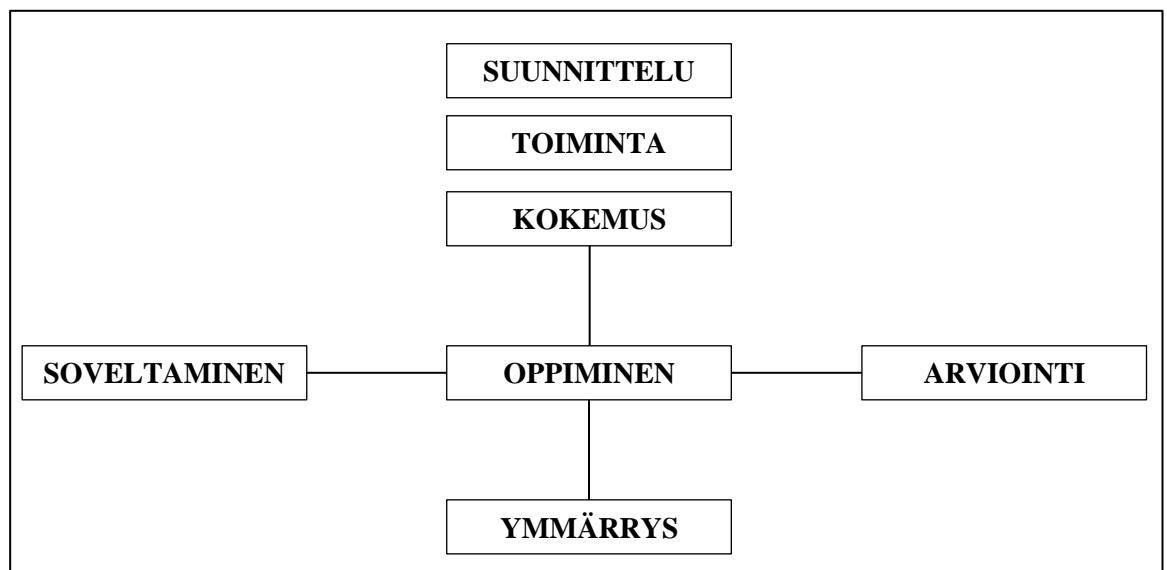 SUUNNITTELU
TOIMINTA
KOKEMUS
SOVELTAMINEN
OPPIMINEN
ARVIOINTI
YMMÄRRYS